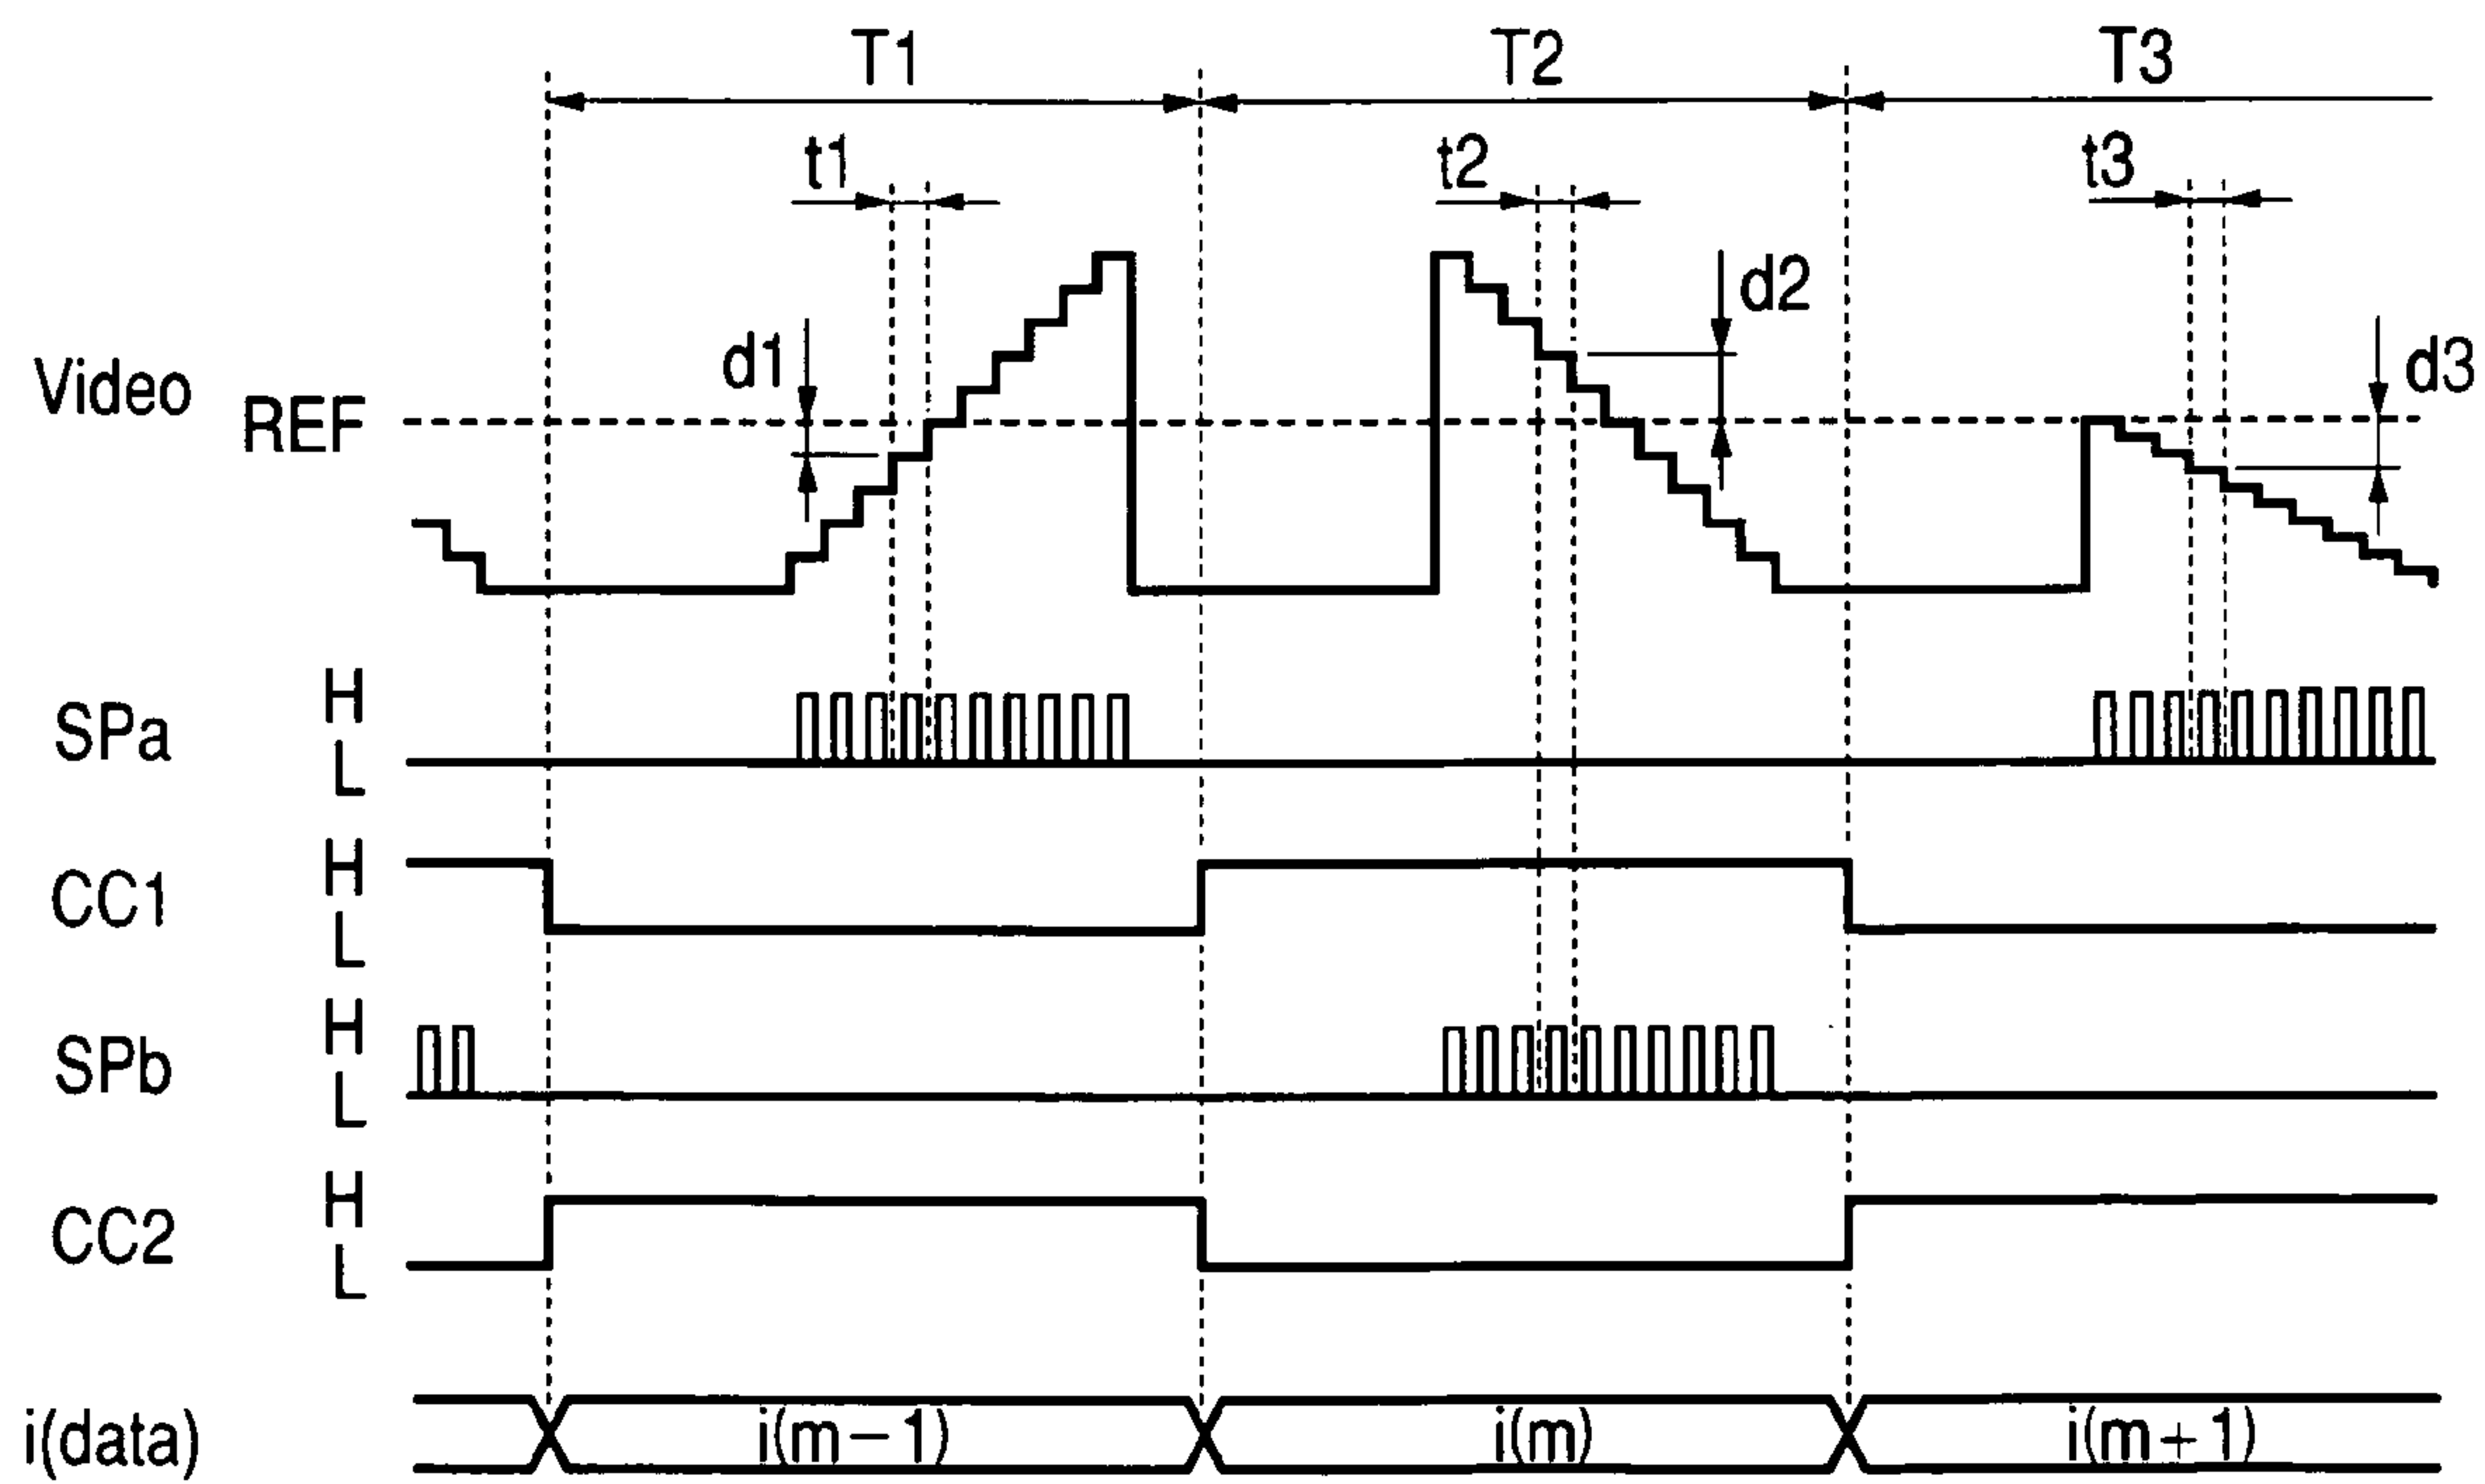 T1 T2 T3
t1 t2 t3
d2
d1 d3
Video REF
SPa H L
CC1 H L
SPb H L
CC2 H L
i(data) i(m-1) i(m) i(m+1)